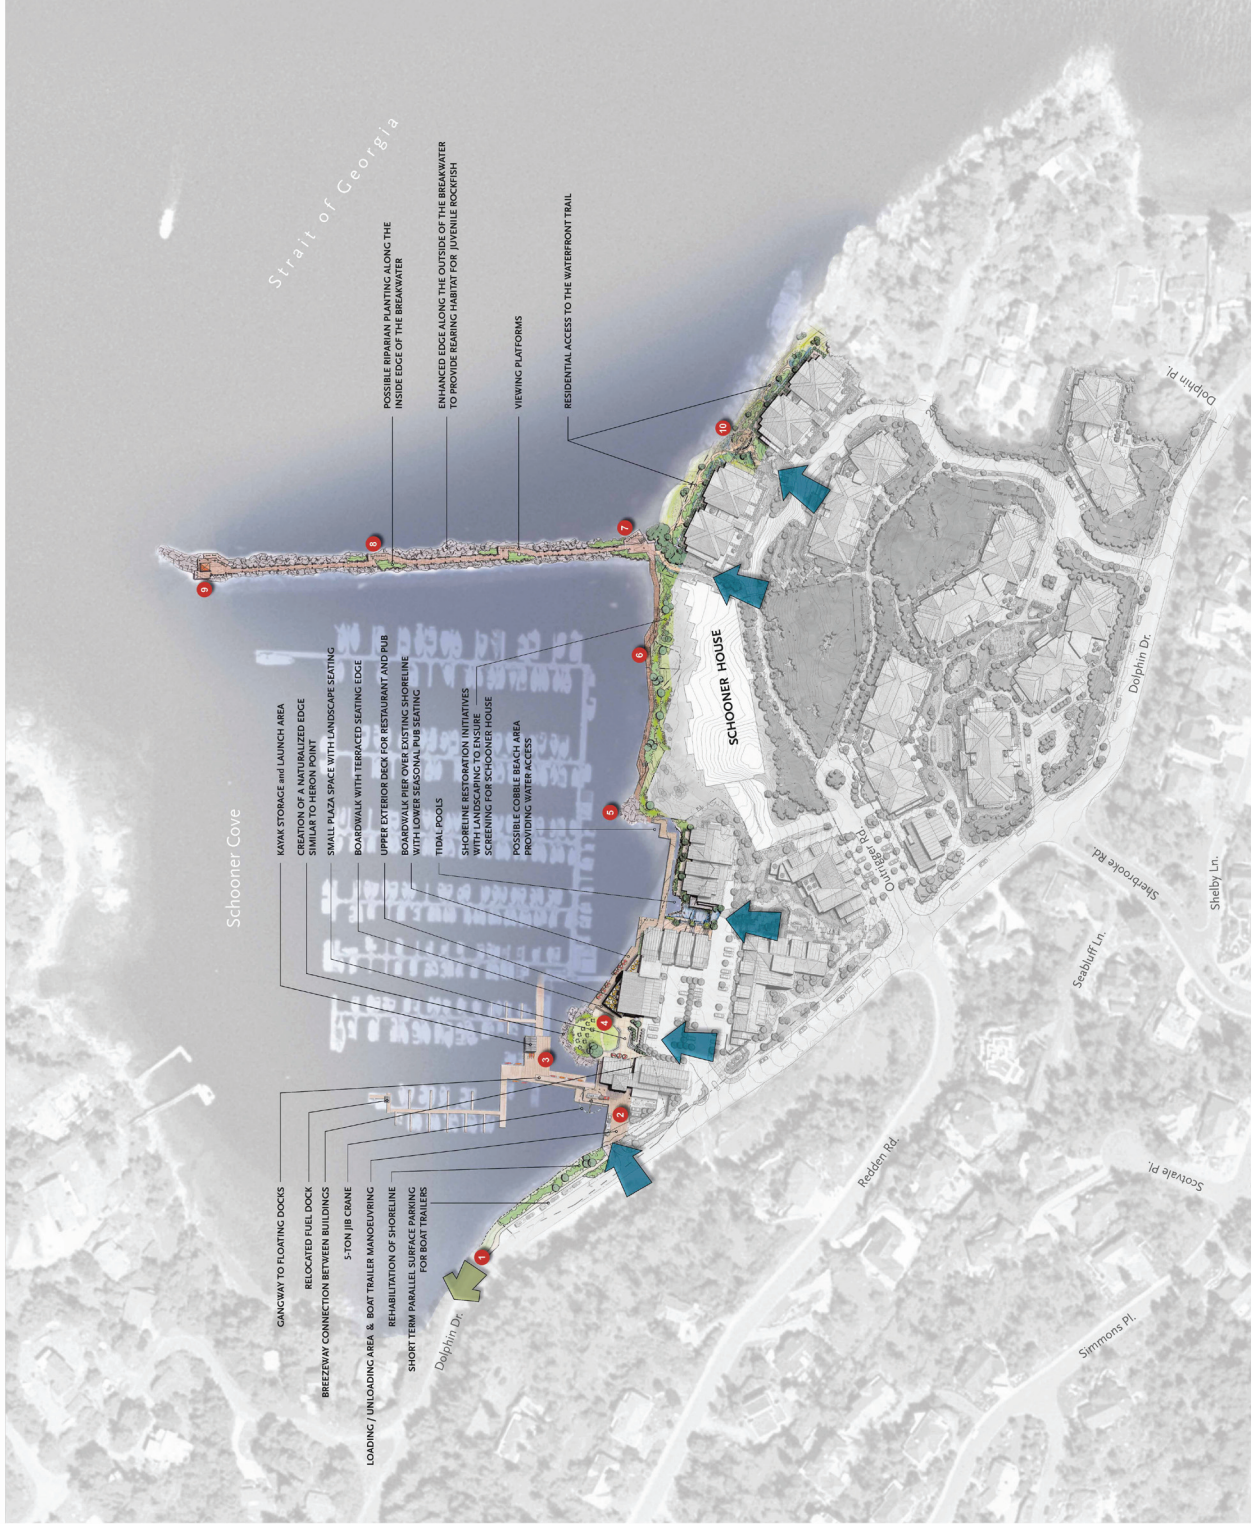 Strait of Georgia
Schooner Cove
GANGWAY TO FLOATING DOCKS
RELOCATED FUEL DOCK
BREEZEWAY CONNECTION BETWEEN BUILDINGS
5-TON JIB CRANE
LOADING / UNLOADING AREA & BOAT TRAILER MANOEUVRING
REHABILITATION OF SHORELINE
SHORT TERM PARALLEL SURFACE PARKING
FOR BOAT TRAILERS
KAYAK STORAGE and LAUNCH AREA
CREATION OF A NATURALIZED EDGE
SIMILAR TO HERON POINT
SMALL PLAZA SPACE WITH LANDSCAPE SEATING
BOARDWALK WITH TERRACED SEATING EDGE
UPPER EXTERIOR DECK FOR RESTAURANT AND PUB
BOARDWALK PIER OVER EXISTING SHORELINE
WITH LOWER SEASONAL PUB SEATING
TIDAL POOLS
SHORELINE RESTORATION INITIATIVES
WITH LANDSCAPING TO ENSURE
SCREENING FOR SCHOONER HOUSE
POSSIBLE COBBLE BEACH AREA
PROVIDING WATER ACCESS
POSSIBLE RIPARIAN PLANTING ALONG THE
INSIDE EDGE OF THE BREAKWATER
ENHANCED EDGE ALONG THE OUTSIDE OF THE BREAKWATER
TO PROVIDE REARING HABITAT FOR JUVENILE ROCKFISH
VIEWING PLATFORMS
RESIDENTIAL ACCESS TO THE WATERFRONT TRAIL
1
2
3
4
5
6
7
8
9
10
SCHOONER HOUSE
Dolphin Dr.
Redden Rd.
Outrigger Rd.
Dolphin Dr.
Dolphin Pl.
Sherbrooke Rd.
Seabluff Ln.
Shelby Ln.
Scotvale Pl.
Simmons Pl.